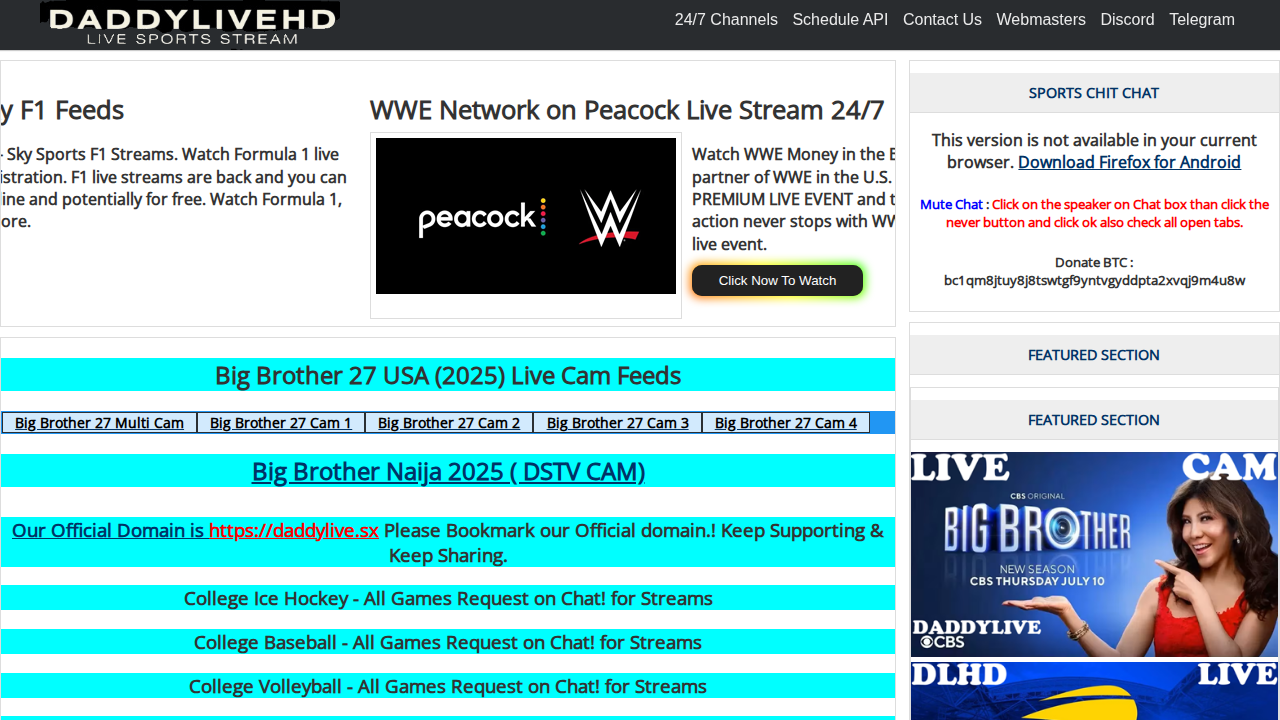 DADDYLIVEHD
LIVE SPORTS STREAM
24/7 Channels Schedule API Contact Us Webmasters Discord Telegram
y F1 Feeds
- Sky Sports F1 Streams. Watch Formula 1 live
istration. F1 live streams are back and you can
ine and potentially for free. Watch Formula 1,
ore.
WWE Network on Peacock Live Stream 24/7
peacock W
Watch WWE Money in the B
partner of WWE in the U.S.
PREMIUM LIVE EVENT and t
action never stops with WW
live event.
Click Now To Watch
Big Brother 27 USA (2025) Live Cam Feeds
Big Brother 27 Multi Cam Big Brother 27 Cam 1 Big Brother 27 Cam 2 Big Brother 27 Cam 3 Big Brother 27 Cam 4
Big Brother Naija 2025 ( DSTV CAM)
Our Official Domain is https://daddylive.sx Please Bookmark our Official domain.! Keep Supporting &
Keep Sharing.
College Ice Hockey - All Games Request on Chat! for Streams
College Baseball - All Games Request on Chat! for Streams
College Volleyball - All Games Request on Chat! for Streams
SPORTS CHIT CHAT
This version is not available in your current
browser. Download Firefox for Android
Mute Chat : Click on the speaker on Chat box than click the
never button and click ok also check all open tabs.
Donate BTC :
bc1qm8jtuy8j8tswtgf9yntvgyddpta2xvqj9m4u8w
FEATURED SECTION
FEATURED SECTION
LIVE CAM
CBS ORIGINAL
BIG BROTHER
NEW SEASON
CBS THURSDAY JULY 10
DADDYLIVE
CBS
DLHD LIVE